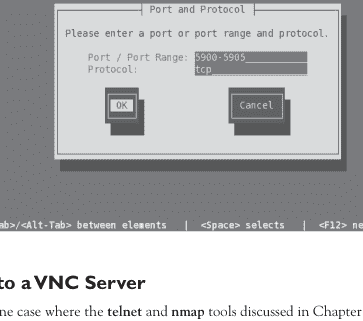 Port and Protocol
Please enter a port or port range and protocol.
Port / Port Range: 5900-5905
Protocol: tcp
OK Cancel
ab>/<Alt-Tab> between elements | <Space> selects | <F12> ne
to a VNC Server
ne case where the telnet and nmap tools discussed in Chapter